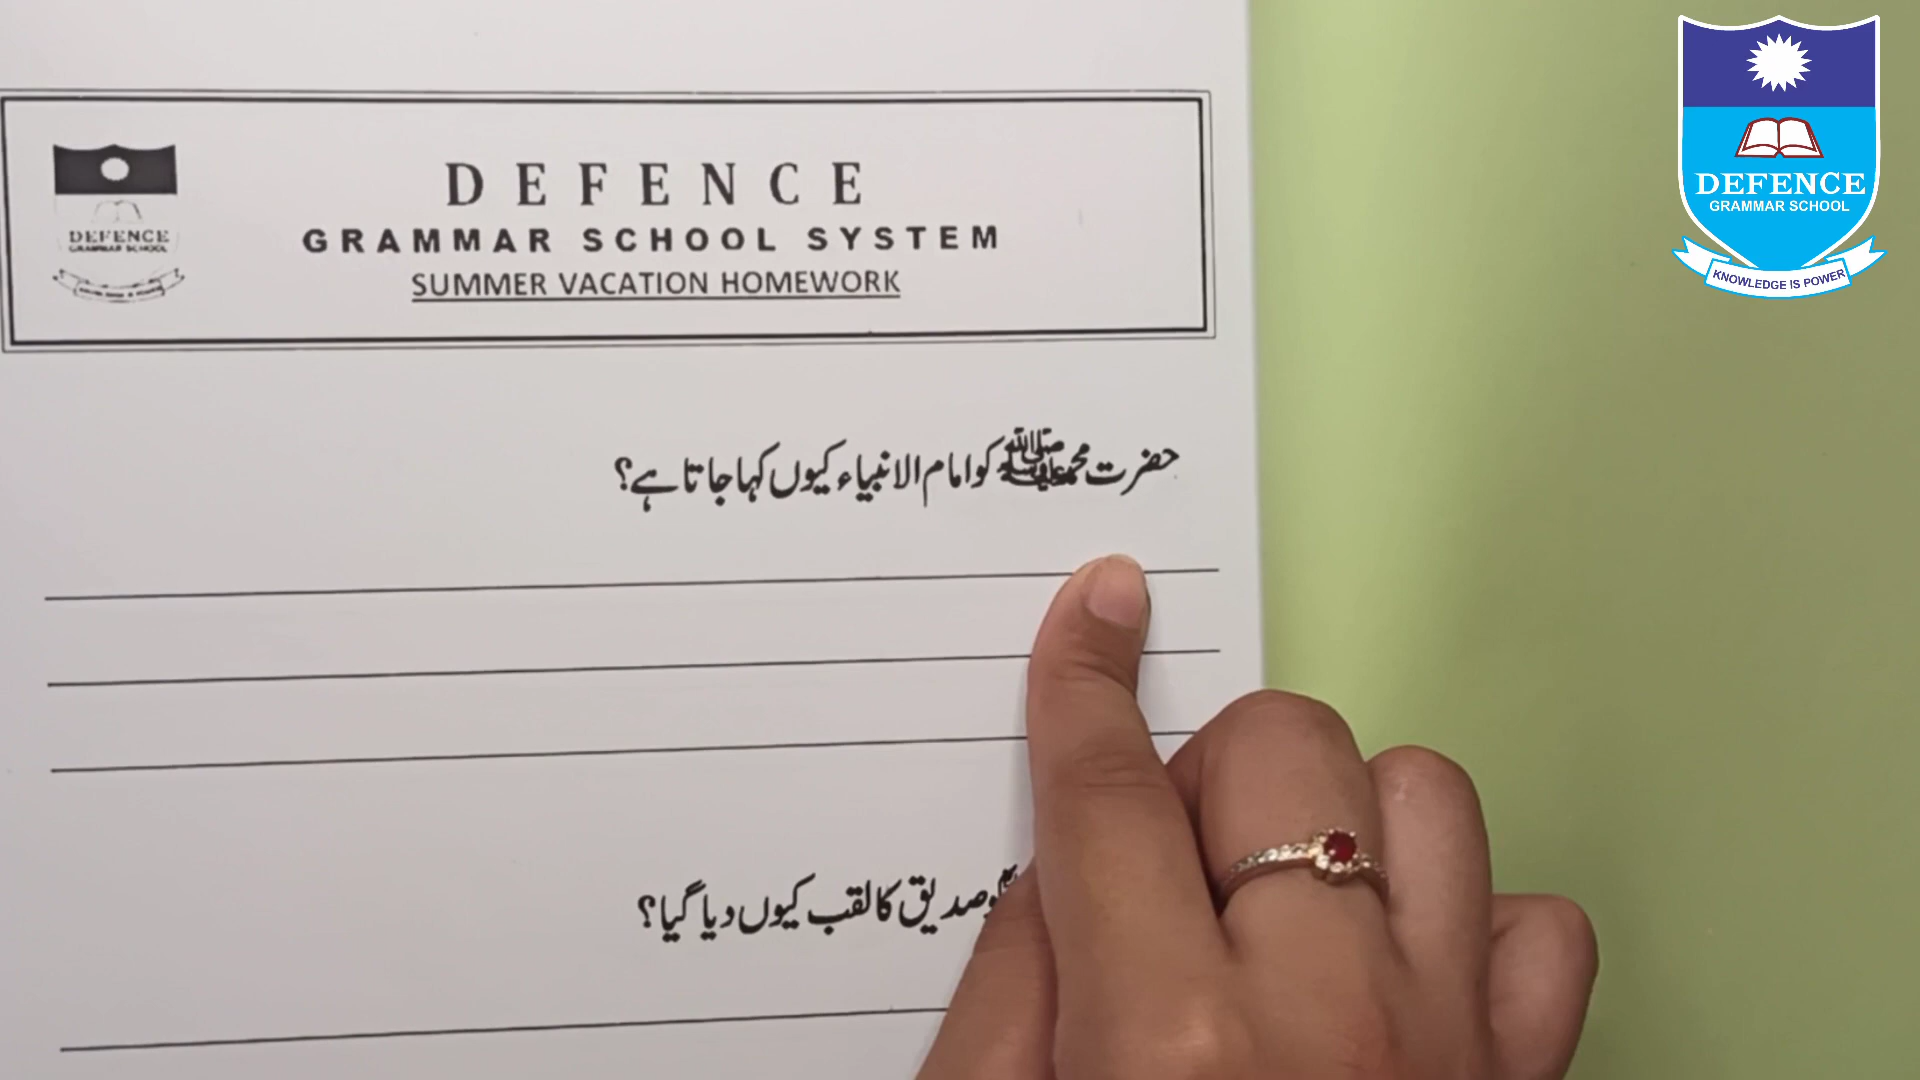 DEFENCE
GRAMMAR SCHOOL
KNOWLEDGE IS POWER
DEFENCE
GRAMMAR SCHOOL
DEFENCE
GRAMMAR SCHOOL SYSTEM
SUMMER VACATION HOMEWORK
حضرت محمد ﷺ کو امام الانبیاء کیوں کہا جاتا ہے؟
صدیق کا لقب کیوں دیا گیا؟